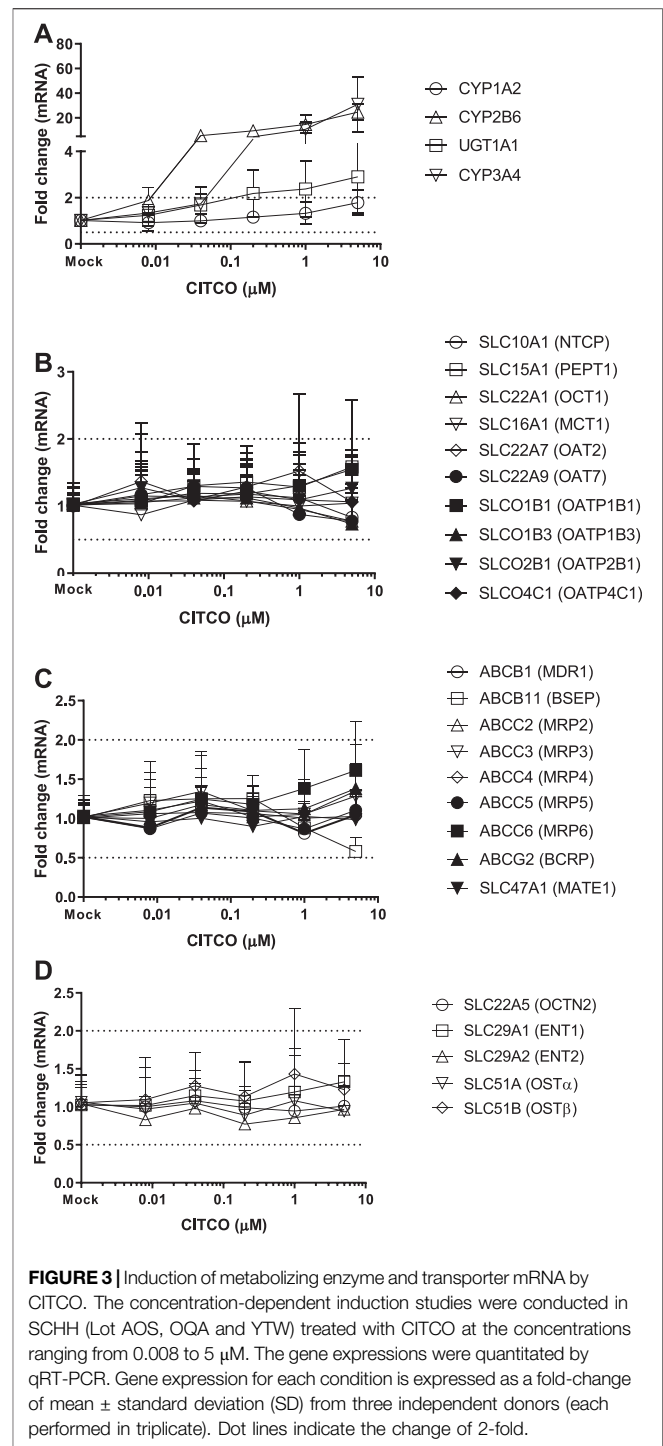 A
Fold change (mRNA)
80
60
40
20
4
2
1
0
Mock
0.01
0.1
1
10
CITCO (μM)
CYP1A2
CYP2B6
UGT1A1
CYP3A4
B
Fold change (mRNA)
3
2
1
0
Mock
0.01
0.1
1
10
CITCO (μM)
SLC10A1 (NTCP)
SLC15A1 (PEPT1)
SLC22A1 (OCT1)
SLC16A1 (MCT1)
SLC22A7 (OAT2)
SLC22A9 (OAT7)
SLCO1B1 (OATP1B1)
SLCO1B3 (OATP1B3)
SLCO2B1 (OATP2B1)
SLCO4C1 (OATP4C1)
C
Fold change (mRNA)
2.5
2.0
1.5
1.0
0.5
0.0
Mock
0.01
0.1
1
10
CITCO (μM)
ABCB1 (MDR1)
ABCB11 (BSEP)
ABCC2 (MRP2)
ABCC3 (MRP3)
ABCC4 (MRP4)
ABCC5 (MRP5)
ABCC6 (MRP6)
ABCG2 (BCRP)
SLC47A1 (MATE1)
D
Fold change (mRNA)
2.5
2.0
1.5
1.0
0.5
0.0
Mock
0.01
0.1
1
10
CITCO (μM)
SLC22A5 (OCTN2)
SLC29A1 (ENT1)
SLC29A2 (ENT2)
SLC51A (OSTα)
SLC51B (OSTβ)
FIGURE 3 | Induction of metabolizing enzyme and transporter mRNA by
CITCO. The concentration-dependent induction studies were conducted in
SCHH (Lot AOS, OQA and YTW) treated with CITCO at the concentrations
ranging from 0.008 to 5 μM. The gene expressions were quantitated by
qRT-PCR. Gene expression for each condition is expressed as a fold-change
of mean ± standard deviation (SD) from three independent donors (each
performed in triplicate). Dot lines indicate the change of 2-fold.